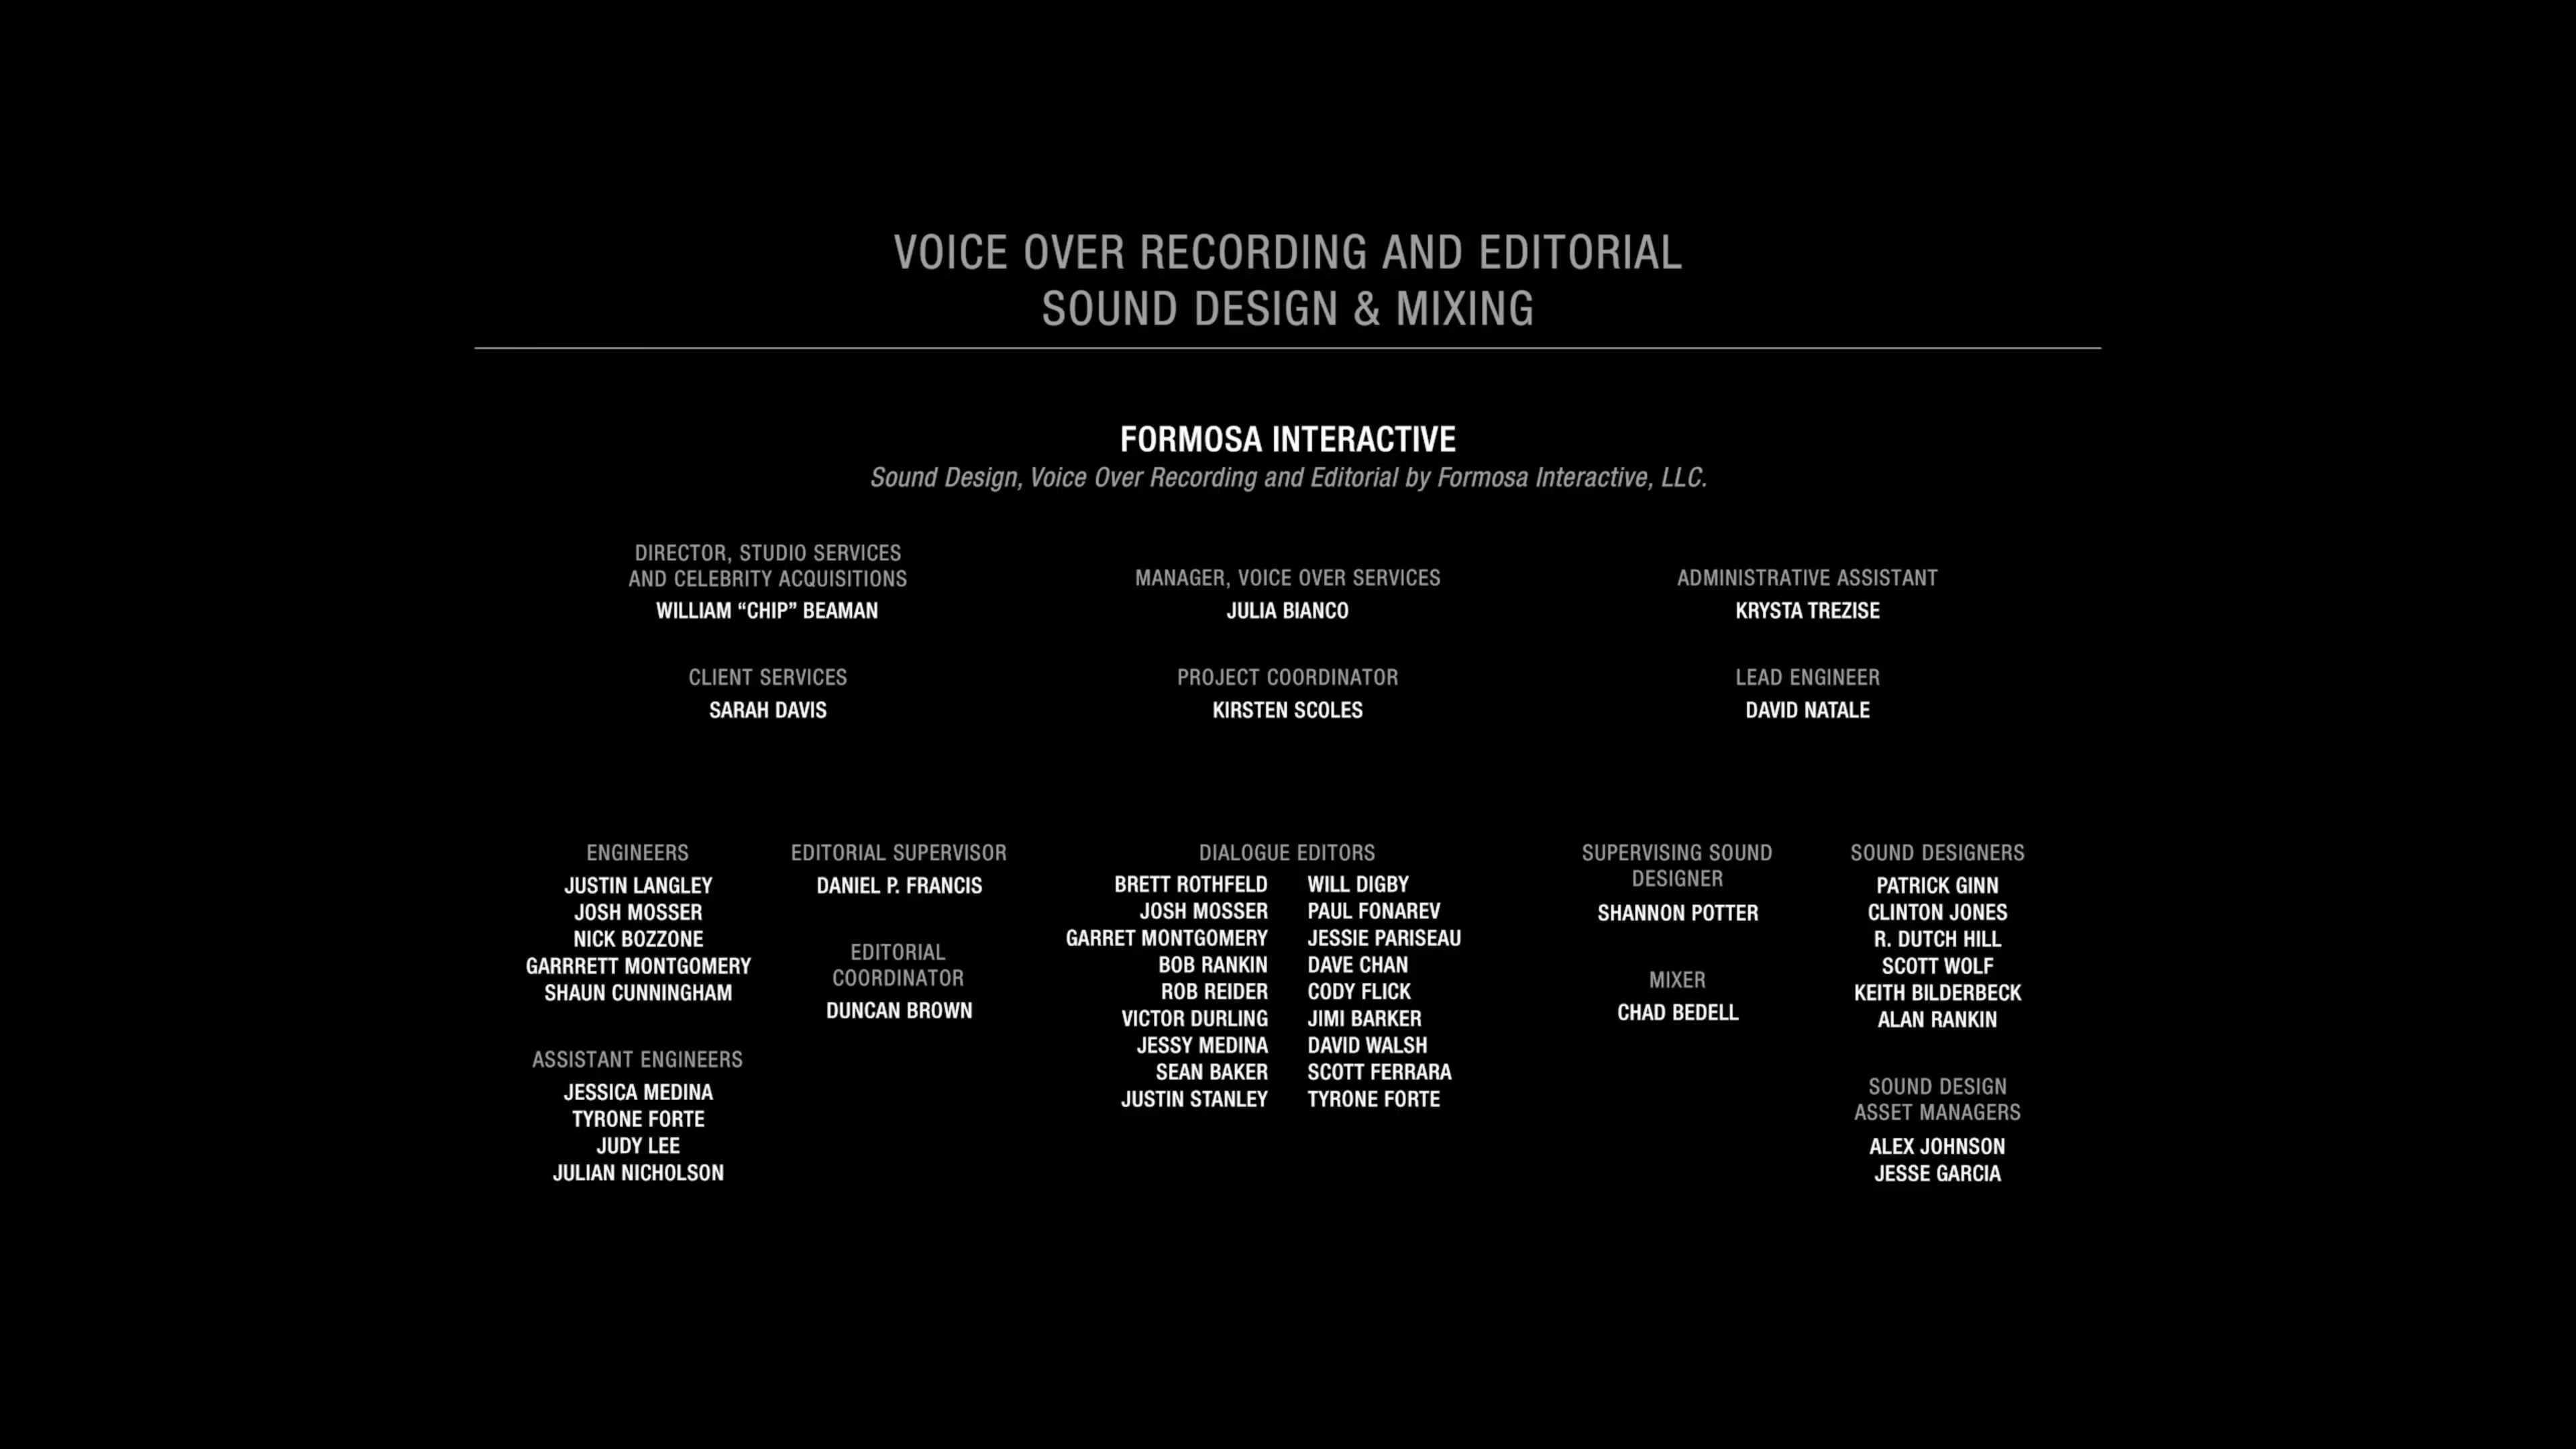 VOICE OVER RECORDING AND EDITORIAL
SOUND DESIGN & MIXING
FORMOSA INTERACTIVE
Sound Design, Voice Over Recording and Editorial by Formosa Interactive, LLC.
DIRECTOR, STUDIO SERVICES
AND CELEBRITY ACQUISITIONS
WILLIAM “CHIP” BEAMAN
MANAGER, VOICE OVER SERVICES
JULIA BIANCO
ADMINISTRATIVE ASSISTANT
KRYSTA TREZISE
CLIENT SERVICES
SARAH DAVIS
PROJECT COORDINATOR
KIRSTEN SCOLES
LEAD ENGINEER
DAVID NATALE
ENGINEERS
JUSTIN LANGLEY
JOSH MOSSER
NICK BOZZONE
GARRRETT MONTGOMERY
SHAUN CUNNINGHAM
ASSISTANT ENGINEERS
JESSICA MEDINA
TYRONE FORTE
JUDY LEE
JULIAN NICHOLSON
EDITORIAL SUPERVISOR
DANIEL P. FRANCIS
EDITORIAL
COORDINATOR
DUNCAN BROWN
DIALOGUE EDITORS
BRETT ROTHFELD
JOSH MOSSER
GARRET MONTGOMERY
BOB RANKIN
ROB REIDER
VICTOR DURLING
JESSY MEDINA
SEAN BAKER
JUSTIN STANLEY
WILL DIGBY
PAUL FONAREV
JESSIE PARISEAU
DAVE CHAN
CODY FLICK
JIMI BARKER
DAVID WALSH
SCOTT FERRARA
TYRONE FORTE
SUPERVISING SOUND
DESIGNER
SHANNON POTTER
MIXER
CHAD BEDELL
SOUND DESIGNERS
PATRICK GINN
CLINTON JONES
R. DUTCH HILL
SCOTT WOLF
KEITH BILDERBECK
ALAN RANKIN
SOUND DESIGN
ASSET MANAGERS
ALEX JOHNSON
JESSE GARCIA